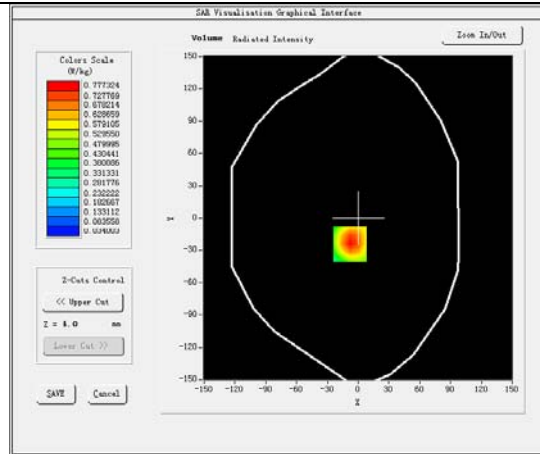 SAR Visualisation Graphical Interface
Volume Radiated Intensity
Zoom In/Out
Colors Scale
(W/kg)
0.777324
0.727769
0.678214
0.628659
0.579105
0.529550
0.479995
0.430441
0.380886
0.331331
0.281776
0.232222
0.182667
0.133112
0.083558
0.034003
150
120
90
60
30
0
-30
-60
-90
-120
-150
Y
-150 -120 -90 -60 -30 0 30 60 90 120 150
X
Z-Cuts Control
<< Upper Cut
Z = 4.0 mm
Lower Cut >>
SAVE Cancel